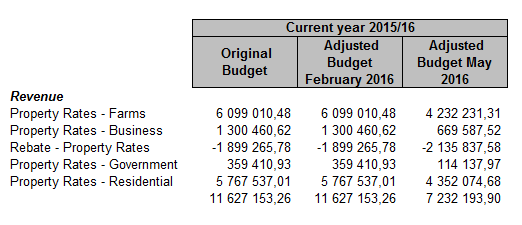 Current year 2015/16
Original Budget Adjusted Budget February 2016 Adjusted Budget May 2016
Revenue
Property Rates - Farms 6 099 010,48 6 099 010,48 4 232 231,31
Property Rates - Business 1 300 460,62 1 300 460,62 669 587,52
Rebate - Property Rates -1 899 265,78 -1 899 265,78 -2 135 837,58
Property Rates - Government 359 410,93 359 410,93 114 137,97
Property Rates - Residential 5 767 537,01 5 767 537,01 4 352 074,68
11 627 153,26 11 627 153,26 7 232 193,90